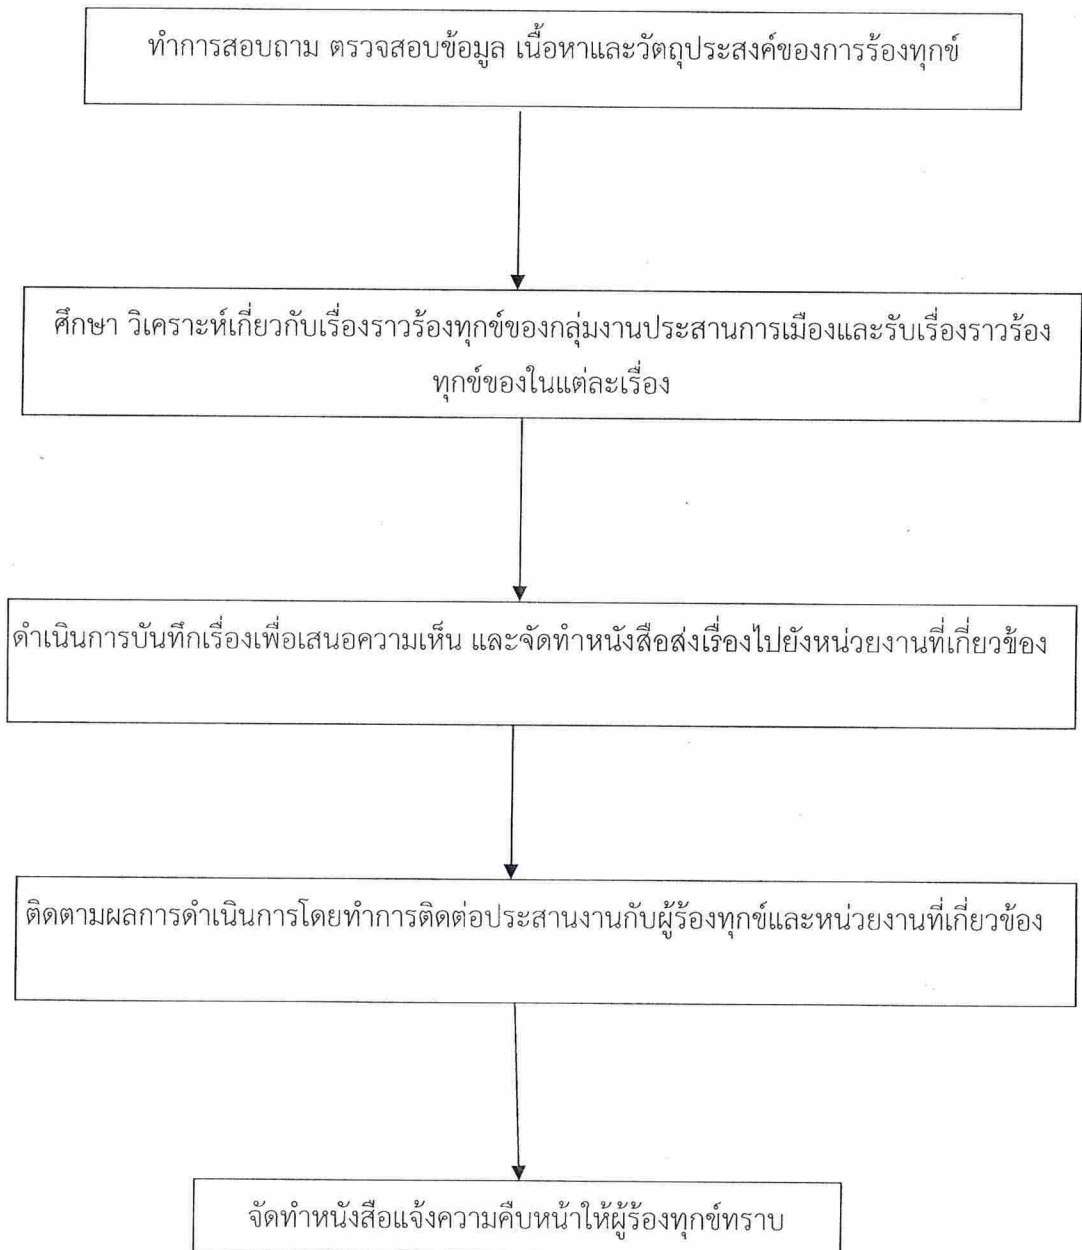 ทำการสอบถาม ตรวจสอบข้อมูล เนื้อหาและวัตถุประสงค์ของการร้องทุกข์
ศึกษา วิเคราะห์เกี่ยวกับเรื่องราวร้องทุกข์ของกลุ่มงานประสานการเมืองและรับเรื่องราวร้อง
ทุกข์ของในแต่ละเรื่อง
ดำเนินการบันทึกเรื่องเพื่อเสนอความเห็น และจัดทำหนังสือส่งเรื่องไปยังหน่วยงานที่เกี่ยวข้อง
ติดตามผลการดำเนินการโดยทำการติดต่อประสานงานกับผู้ร้องทุกข์และหน่วยงานที่เกี่ยวข้อง
จัดทำหนังสือแจ้งความคืบหน้าให้ผู้ร้องทุกข์ทราบ